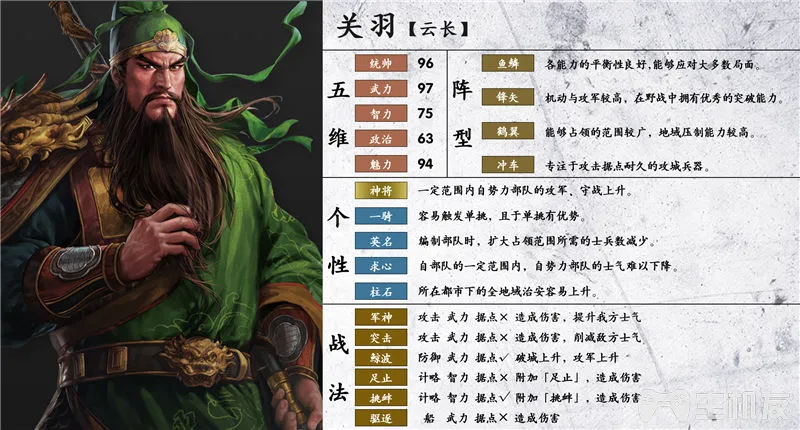 关羽【云长】
五维
统帅 96
武力 97
智力 75
政治 63
魅力 94
阵型
鱼鳞 各能力的平衡性良好,能够应对大多数局面。
锋矢 机动与攻军较高,在野战中拥有优秀的突破能力。
鹤翼 能够占领的范围较广,地域压制能力较高。
冲车 专注于攻击据点耐久的攻城兵器。
个性
神将 一定范围内自势力部队的攻军、守战上升。
一骑 容易触发单挑,且于单挑有优势。
英名 编制部队时,扩大占领范围所需的士兵数减少。
求心 自部队的一定范围内,自势力部队的士气难以下降。
柱石 所在都市下的全地域治安容易上升。
战法
军神 攻击 武力 据点× 造成伤害,提升我方士气
突击 攻击 武力 据点× 造成伤害,削减敌方士气
鲸波 防御 武力 据点√ 破城上升,攻军上升
足止 计略 智力 据点× 附加「足止」,造成伤害
挑衅 计略 智力 据点√ 附加「挑衅」,造成伤害
驱逐 船 武力 据点× 造成伤害